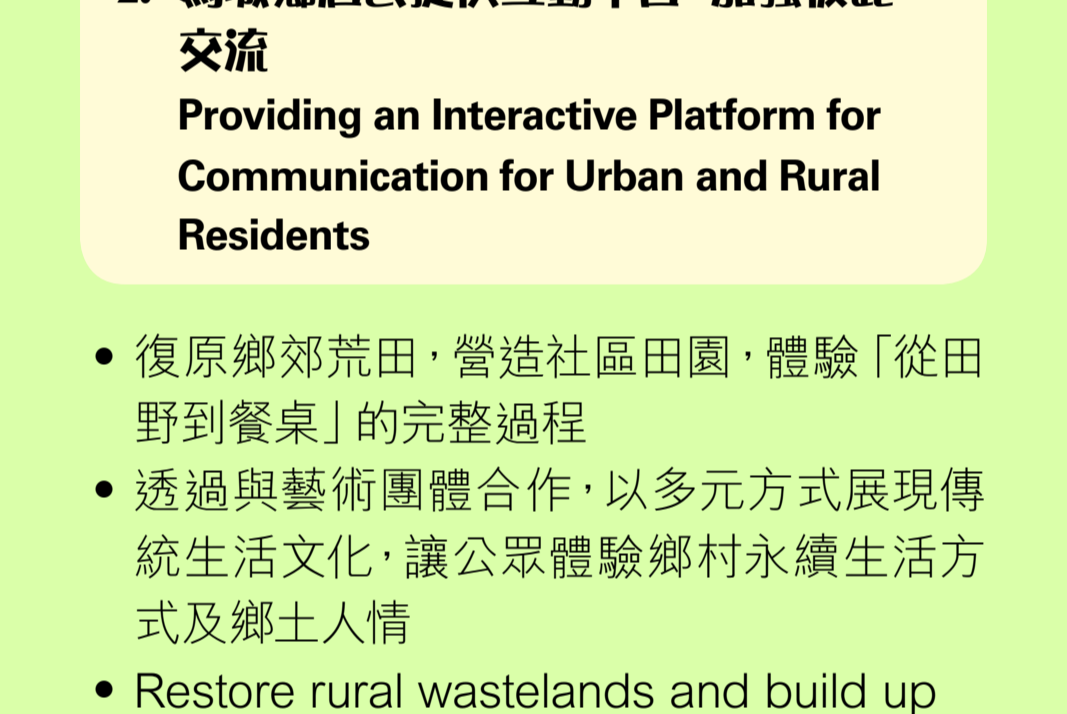 交流
Providing an Interactive Platform for
Communication for Urban and Rural
Residents
• 復原鄉郊荒田，營造社區田園，體驗「從田
野到餐桌」的完整過程
• 透過與藝術團體合作，以多元方式展現傳
統生活文化，讓公眾體驗鄉村永續生活方
式及鄉土人情
• Restore rural wastelands and build up